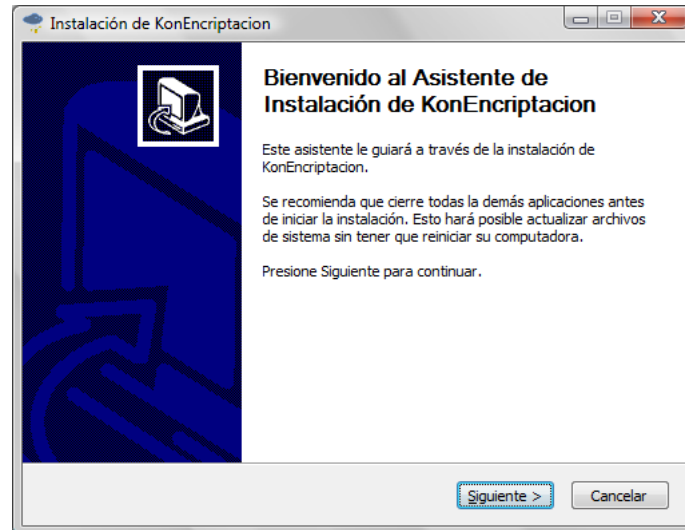 Instalación de KonEncriptacion
Bienvenido al Asistente de
Instalación de KonEncriptacion
Este asistente le guiará a través de la instalación de
KonEncriptacion.
Se recomienda que cierre todas la demás aplicaciones antes
de iniciar la instalación. Esto hará posible actualizar archivos
de sistema sin tener que reiniciar su computadora.
Presione Siguiente para continuar.
Siguiente >
Cancelar